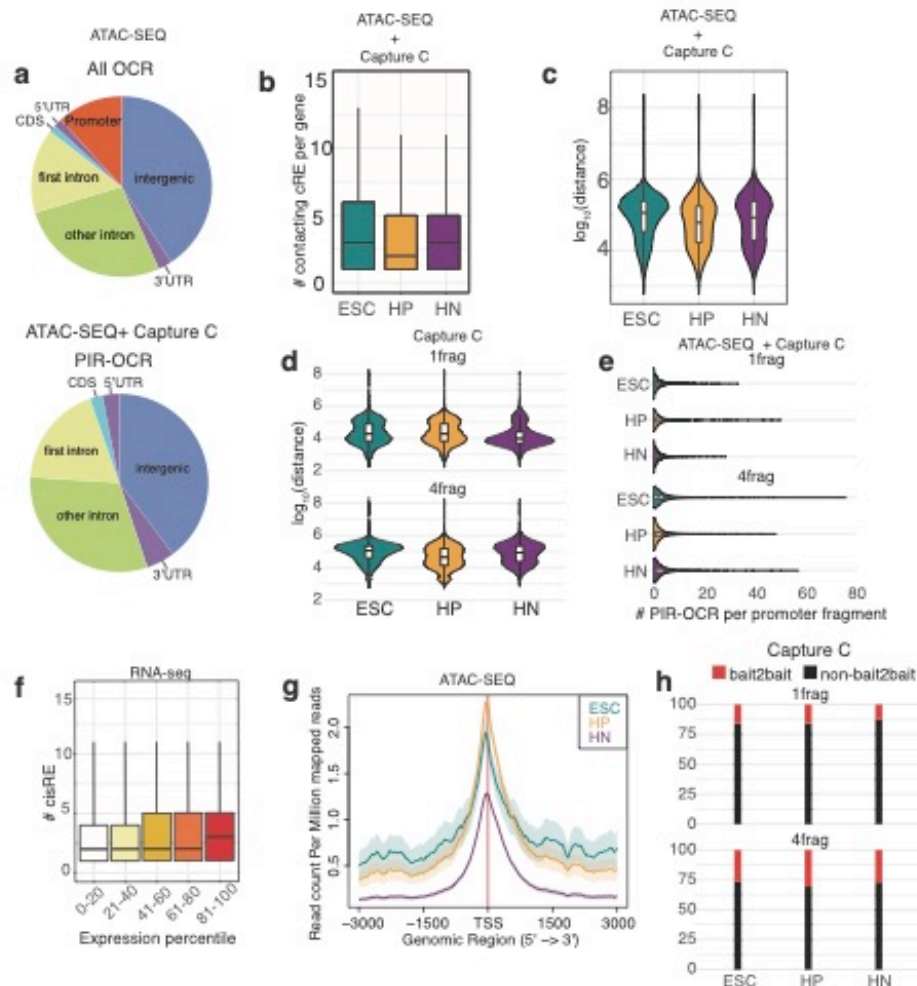 ATAC-SEQ
a
All OCR
5'UTR
CDS
Promoter
first intron
intergenic
other intron
3'UTR
ATAC-SEQ+ Capture C
PIR-OCR
CDS
5'UTR
first intron
intergenic
other intron
3'UTR
ATAC-SEQ
+
Capture C
b
# contacting cRE per gene
15
10
5
0
ESC HP HN
ATAC-SEQ
+
Capture C
c
log10(distance)
8
6
4
ESC HP HN
Capture C
d
1frag
8
6
4
2
log10(distance)
4frag
8
6
4
2
ESC HP HN
e
ATAC-SEQ + Capture C
1frag
ESC
HP
HN
4frag
ESC
HP
HN
0 20 40 60 80
# PIR-OCR per promoter fragment
f
RNA-seq
15
10
5
0
# cisRE
0-20 21-40 41-60 61-80 81-100
Expression percentile
g
ATAC-SEQ
Read count Per Million mapped reads
2.0
1.5
1.0
0.5
ESC
HP
HN
−3000 −1500 TSS 1500 3000
Genomic Region (5' -> 3')
Capture C
h
bait2bait non-bait2bait
1frag
100
75
50
25
0
4frag
100
75
50
25
0
ESC HP HN